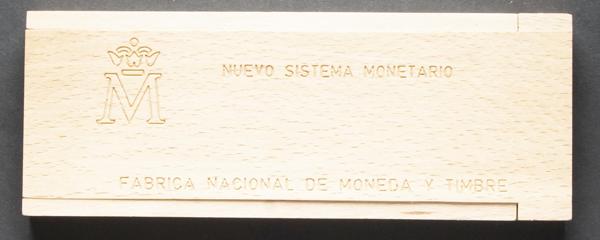 M
NUEVO SISTEMA MONETARIO
FABRICA NACIONAL DE MONEDA Y TIMBRE